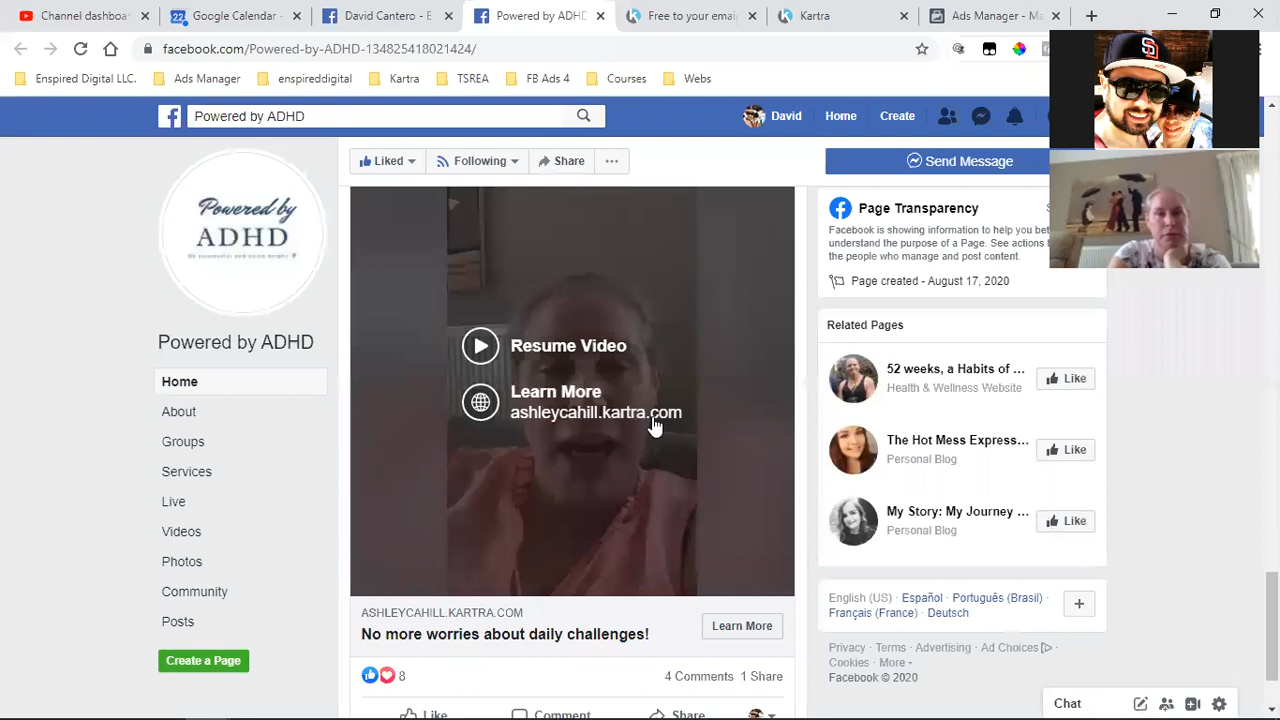 Channel dashboa
22
Google Calendar -
David Cantero - E
Powered by ADHD
Free to your email
Kartra
Ads Manager - M
facebook.com/Powered-by-ADHD-134825418021424/
Enspired Digital LLC.
Ads Manager
enspireddigital
Kartra
TSREA
FB Ads 4
Courses
Webs
Powered by ADHD
David
Home
Create
Liked
Following
Share
Send Message
Powered by
ADHD
Powered by ADHD
Home
About
Groups
Services
Live
Videos
Photos
Community
Posts
Create a Page
Resume Video
Learn More
ashleycahill.kartra.com
ASHLEYCAHILL.KARTRA.COM
No more worries about daily challenges!
Learn More
8
4 Comments 1 Share
Like
Comment
Share
Page Transparency
Facebook is showing information to help you bet
understand the purpose of a Page. See actions
the people who manage and post content.
Page created - August 17, 2020
Related Pages
52 weeks, a Habits of ...
Health & Wellness Website
Like
The Hot Mess Express...
Personal Blog
Like
My Story: My Journey ...
Personal Blog
Like
English (US) · Español · Português (Brasil) ·
Français (France) · Deutsch
Privacy · Terms · Advertising · Ad Choices ·
Cookies · More
Facebook © 2020
Chat